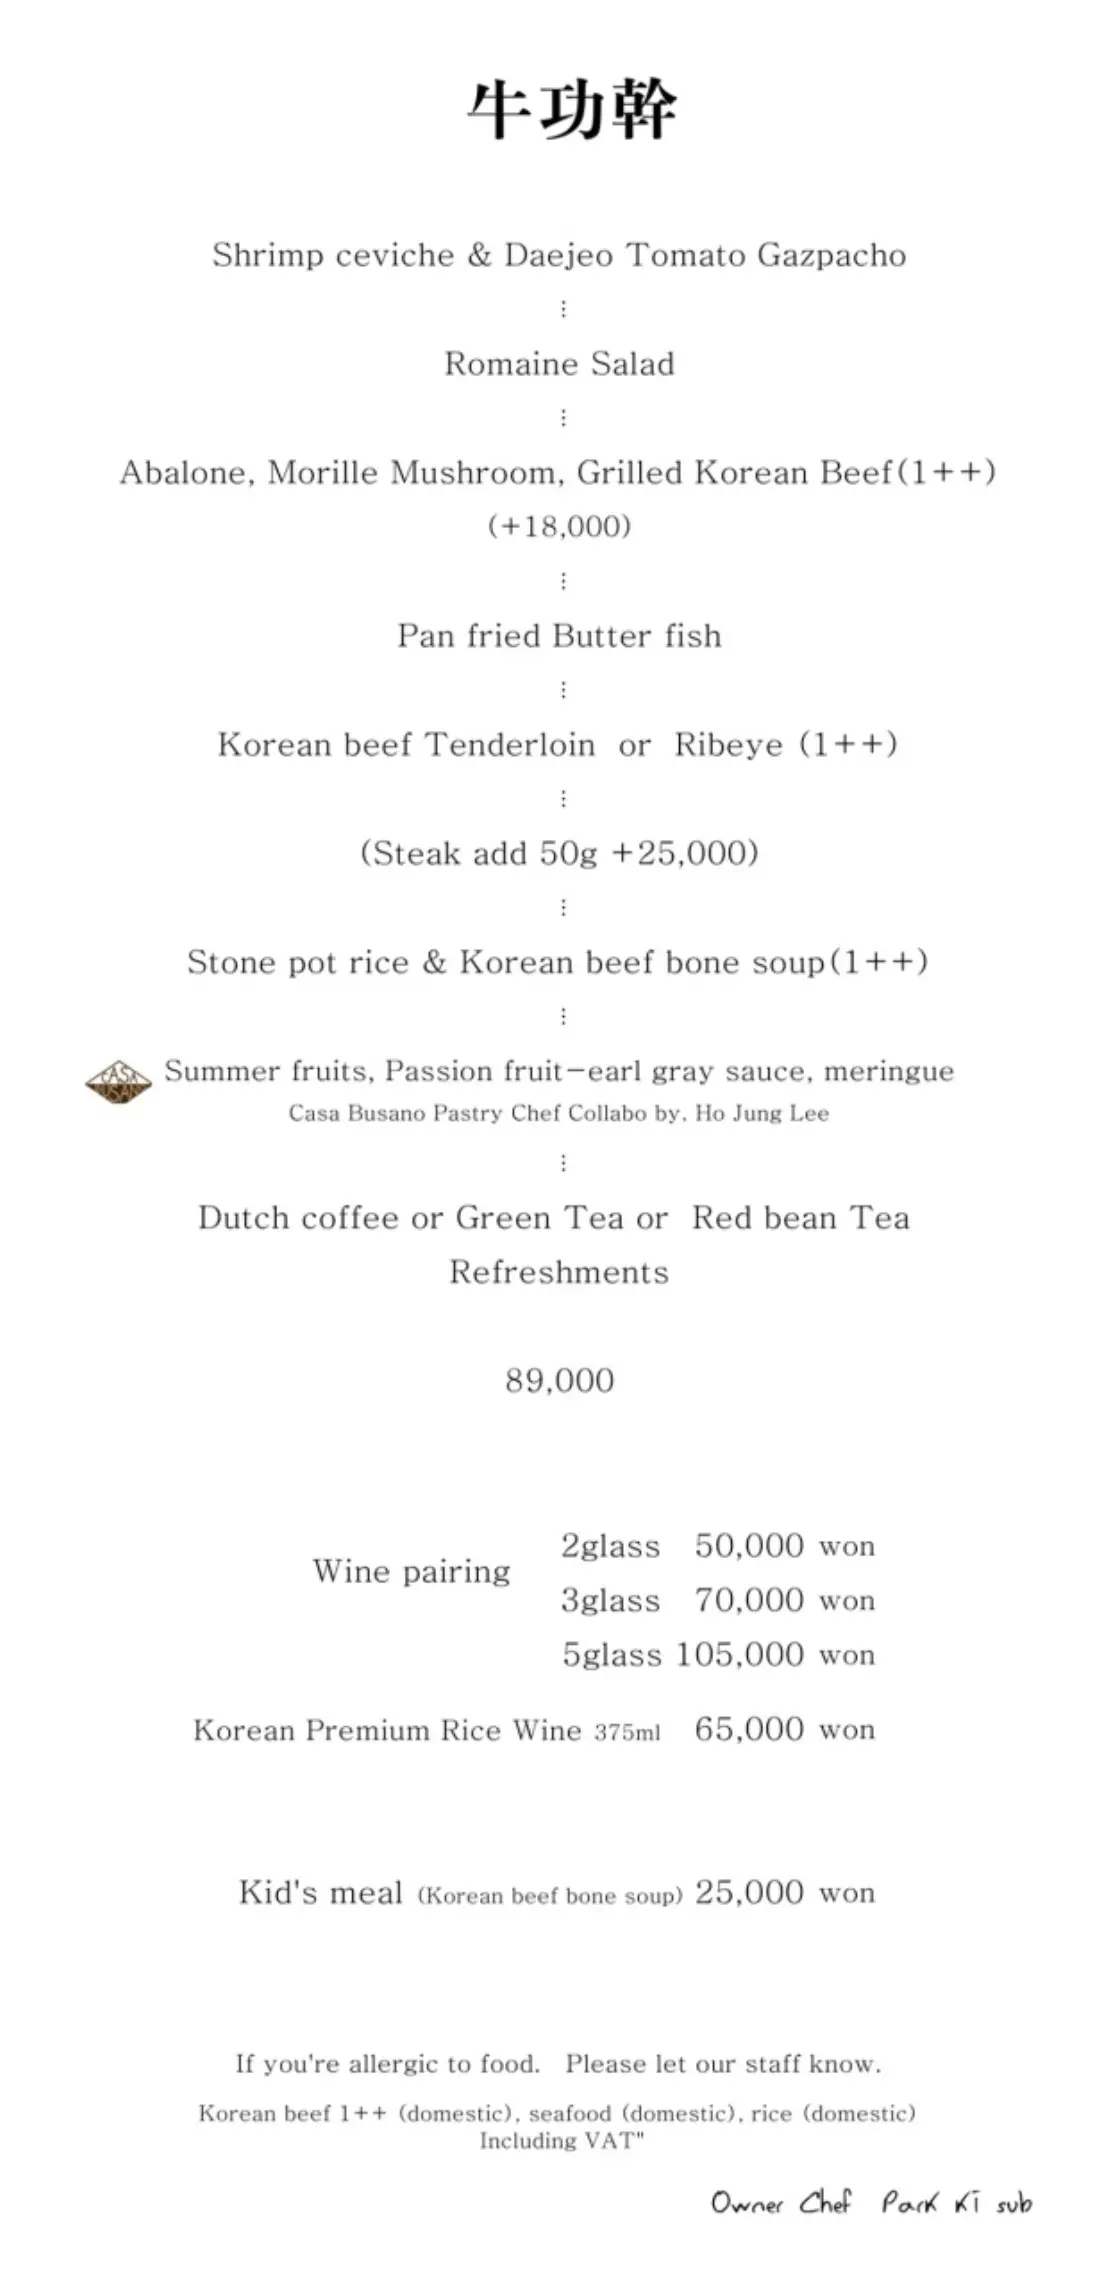 牛功幹
Shrimp ceviche & Daejeo Tomato Gazpacho
Romaine Salad
Abalone, Morille Mushroom, Grilled Korean Beef(1++)
(+18,000)
Pan fried Butter fish
Korean beef Tenderloin or Ribeye (1++)
(Steak add 50g +25,000)
Stone pot rice & Korean beef bone soup(1++)
CASA
BUSANO
Summer fruits, Passion fruit-earl gray sauce, meringue
Casa Busano Pastry Chef Collabo by. Ho Jung Lee
Dutch coffee or Green Tea or Red bean Tea
Refreshments
89,000
Wine pairing
2glass 50,000 won
3glass 70,000 won
5glass 105,000 won
Korean Premium Rice Wine 375ml 65,000 won
Kid's meal (Korean beef bone soup) 25,000 won
If you're allergic to food. Please let our staff know.
Korean beef 1++ (domestic), seafood (domestic), rice (domestic)
Including VAT"
Owner Chef Park Ki sub